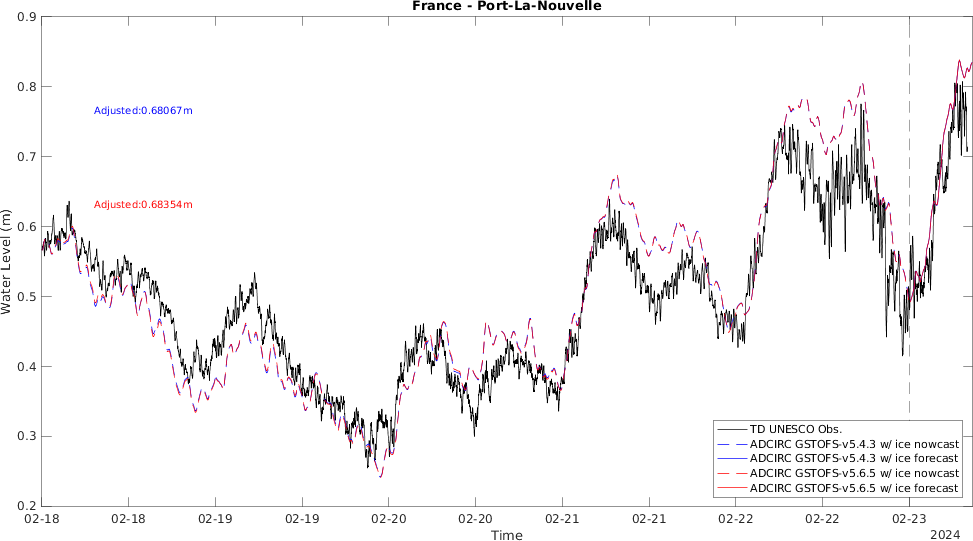 France - Port-La-Nouvelle
0.9
0.8
0.7
0.6
0.5
0.4
0.3
0.2
Water Level (m)
Adjusted:0.68067m
Adjusted:0.68354m
TD UNESCO Obs.
ADCIRC GSTOFS-v5.4.3 w/ ice nowcast
ADCIRC GSTOFS-v5.4.3 w/ ice forecast
ADCIRC GSTOFS-v5.6.5 w/ ice nowcast
ADCIRC GSTOFS-v5.6.5 w/ ice forecast
02-18 02-18 02-19 02-19 02-20 02-20 02-21 02-21 02-22 02-22 02-23
Time
2024